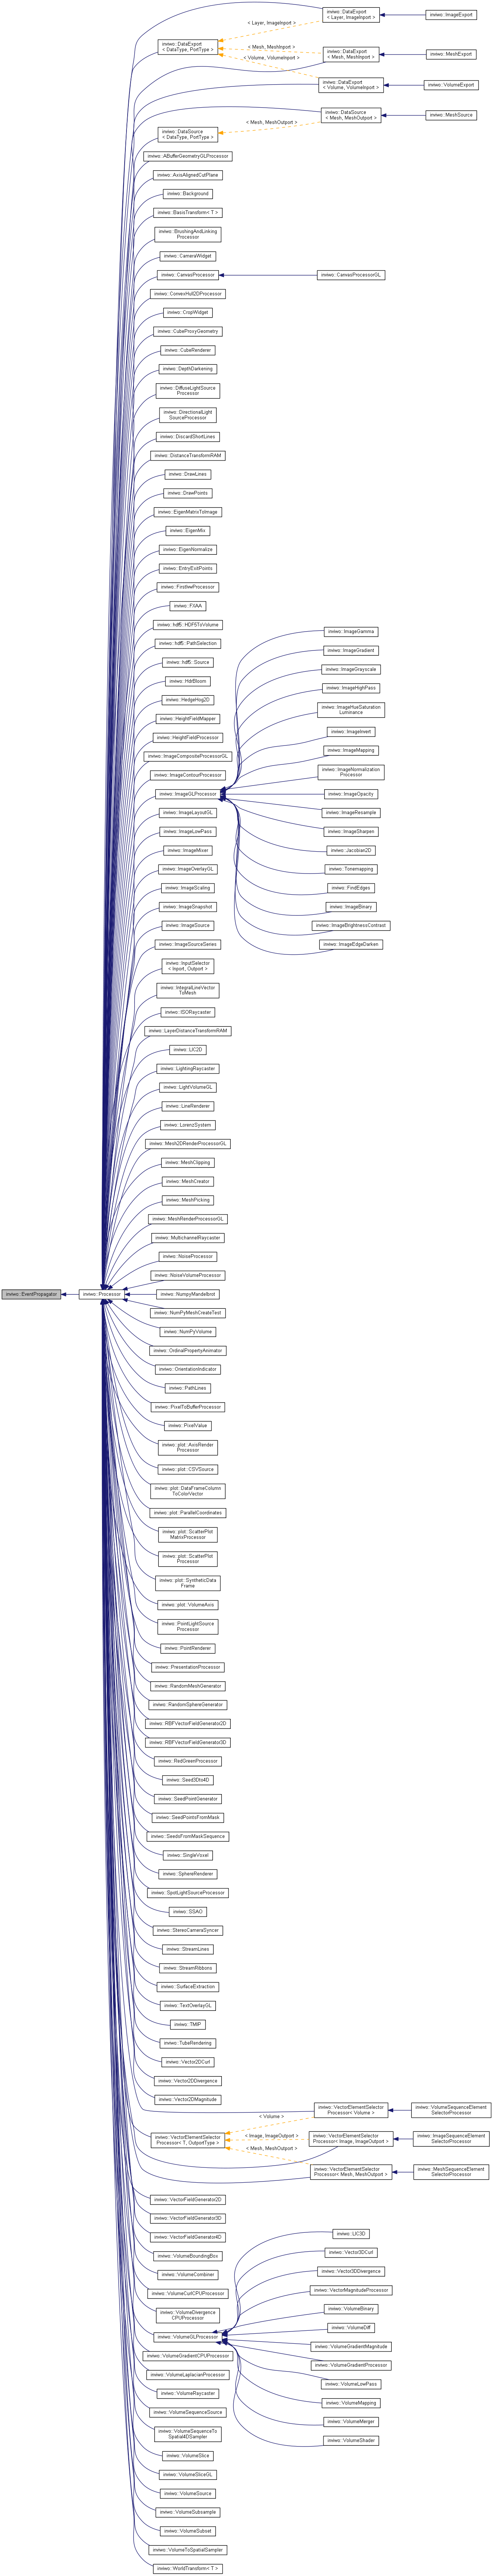 inviwo::EventPropagator
inviwo::Processor
inviwo::DataExport
< DataType, PortType >
inviwo::DataExport
< Layer, ImageInport >
inviwo::ImageExport
inviwo::DataExport
< Mesh, MeshInport >
inviwo::MeshExport
inviwo::DataExport
< Volume, VolumeInport >
inviwo::VolumeExport
< Layer, ImageInport >
< Mesh, MeshInport >
< Volume, VolumeInport >
inviwo::DataSource
< Mesh, MeshOutport >
inviwo::MeshSource
< Mesh, MeshOutport >
inviwo::DataSource
< DataType, PortType >
inviwo::ABufferGeometryGLProcessor
inviwo::AxisAlignedCutPlane
inviwo::Background
inviwo::BasisTransform< T >
inviwo::BrushingAndLinking
Processor
inviwo::CameraWidget
inviwo::CanvasProcessor
inviwo::CanvasProcessorGL
inviwo::ConvexHull2DProcessor
inviwo::CropWidget
inviwo::CubeProxyGeometry
inviwo::CubeRenderer
inviwo::DepthDarkening
inviwo::DiffuseLightSource
Processor
inviwo::DirectionalLight
SourceProcessor
inviwo::DiscardShortLines
inviwo::DistanceTransformRAM
inviwo::DrawLines
inviwo::DrawPoints
inviwo::EigenMatrixToImage
inviwo::EigenMix
inviwo::EigenNormalize
inviwo::EntryExitPoints
inviwo::FirstIvwProcessor
inviwo::FXAA
inviwo::hdf5::HDF5ToVolume
inviwo::hdf5::PathSelection
inviwo::hdf5::Source
inviwo::HdrBloom
inviwo::HedgeHog2D
inviwo::HeightFieldMapper
inviwo::HeightFieldProcessor
inviwo::ImageCompositeProcessorGL
inviwo::ImageContourProcessor
inviwo::ImageGLProcessor
inviwo::ImageGamma
inviwo::ImageGradient
inviwo::ImageGrayscale
inviwo::ImageHighPass
inviwo::ImageHueSaturation
Luminance
inviwo::ImageInvert
inviwo::ImageMapping
inviwo::ImageNormalization
Processor
inviwo::ImageOpacity
inviwo::ImageResample
inviwo::ImageSharpen
inviwo::Jacobian2D
inviwo::Tonemapping
inviwo::FindEdges
inviwo::ImageBinary
inviwo::ImageBrightnessContrast
inviwo::ImageEdgeDarken
inviwo::ImageLayoutGL
inviwo::ImageLowPass
inviwo::ImageMixer
inviwo::ImageOverlayGL
inviwo::ImageScaling
inviwo::ImageSnapshot
inviwo::ImageSource
inviwo::ImageSourceSeries
inviwo::InputSelector
< Inport, Outport >
inviwo::IntegralLineVector
ToMesh
inviwo::ISORaycaster
inviwo::LayerDistanceTransformRAM
inviwo::LIC2D
inviwo::LightingRaycaster
inviwo::LightVolumeGL
inviwo::LineRenderer
inviwo::LorenzSystem
inviwo::Mesh2DRenderProcessorGL
inviwo::MeshClipping
inviwo::MeshCreator
inviwo::MeshPicking
inviwo::MeshRenderProcessorGL
inviwo::MultichannelRaycaster
inviwo::NoiseProcessor
inviwo::NoiseVolumeProcessor
inviwo::NumpyMandelbrot
inviwo::NumPyMeshCreateTest
inviwo::NumPyVolume
inviwo::OrdinalPropertyAnimator
inviwo::OrientationIndicator
inviwo::PathLines
inviwo::PixelToBufferProcessor
inviwo::PixelValue
inviwo::plot::AxisRender
Processor
inviwo::plot::CSVSource
inviwo::plot::DataFrameColumn
ToColorVector
inviwo::plot::ParallelCoordinates
inviwo::plot::ScatterPlot
MatrixProcessor
inviwo::plot::ScatterPlot
Processor
inviwo::plot::SyntheticData
Frame
inviwo::plot::VolumeAxis
inviwo::PointLightSource
Processor
inviwo::PointRenderer
inviwo::PresentationProcessor
inviwo::RandomMeshGenerator
inviwo::RandomSphereGenerator
inviwo::RBFVectorFieldGenerator2D
inviwo::RBFVectorFieldGenerator3D
inviwo::RedGreenProcessor
inviwo::Seed3Dto4D
inviwo::SeedPointGenerator
inviwo::SeedPointsFromMask
inviwo::SeedsFromMaskSequence
inviwo::SingleVoxel
inviwo::SphereRenderer
inviwo::SpotLightSourceProcessor
inviwo::SSAO
inviwo::StereoCameraSyncer
inviwo::StreamLines
inviwo::StreamRibbons
inviwo::SurfaceExtraction
inviwo::TextOverlayGL
inviwo::TMIP
inviwo::TubeRendering
inviwo::Vector2DCurl
inviwo::Vector2DDivergence
inviwo::Vector2DMagnitude
inviwo::VectorElementSelector
Processor< T, OutportType >
< Volume >
< Image, ImageOutport >
< Mesh, MeshOutport >
inviwo::VectorElementSelector
Processor< Volume >
inviwo::VolumeSequenceElement
SelectorProcessor
inviwo::VectorElementSelector
Processor< Image, ImageOutport >
inviwo::ImageSequenceElement
SelectorProcessor
inviwo::VectorElementSelector
Processor< Mesh, MeshOutport >
inviwo::MeshSequenceElement
SelectorProcessor
inviwo::VectorFieldGenerator2D
inviwo::VectorFieldGenerator3D
inviwo::VectorFieldGenerator4D
inviwo::VolumeBoundingBox
inviwo::VolumeCombiner
inviwo::VolumeCurlCPUProcessor
inviwo::VolumeDivergence
CPUProcessor
inviwo::VolumeGLProcessor
inviwo::LIC3D
inviwo::Vector3DCurl
inviwo::Vector3DDivergence
inviwo::VectorMagnitudeProcessor
inviwo::VolumeBinary
inviwo::VolumeDiff
inviwo::VolumeGradientMagnitude
inviwo::VolumeGradientProcessor
inviwo::VolumeLowPass
inviwo::VolumeMapping
inviwo::VolumeMerger
inviwo::VolumeShader
inviwo::VolumeGradientCPUProcessor
inviwo::VolumeLaplacianProcessor
inviwo::VolumeRaycaster
inviwo::VolumeSequenceSource
inviwo::VolumeSequenceTo
Spatial4DSampler
inviwo::VolumeSlice
inviwo::VolumeSliceGL
inviwo::VolumeSource
inviwo::VolumeSubsample
inviwo::VolumeSubset
inviwo::VolumeToSpatialSampler
inviwo::WorldTransform< T >